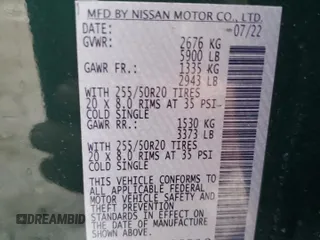 MFD BY NISSAN MOTOR CO., LTD.
DATE: 07/22
GVWR: 2676 KG
5900 LB
GAWR FR.: 1335 KG
2943 LB
WITH 255/50R20 TIRES
20 X 8.0 RIMS AT 35 PSI
COLD SINGLE
GAWR RR.: 1530 KG
3373 LB
WITH 255/50R20 TIRES
20 X 8.0 RIMS AT 35 PSI
COLD SINGLE
THIS VEHICLE CONFORMS TO
ALL APPLICABLE FEDERAL
MOTOR VEHICLE SAFETY AND
THEFT PREVENTION
STANDARDS IN EFFECT ON
THE DATE OF MANUFACTURE
DREAMBID